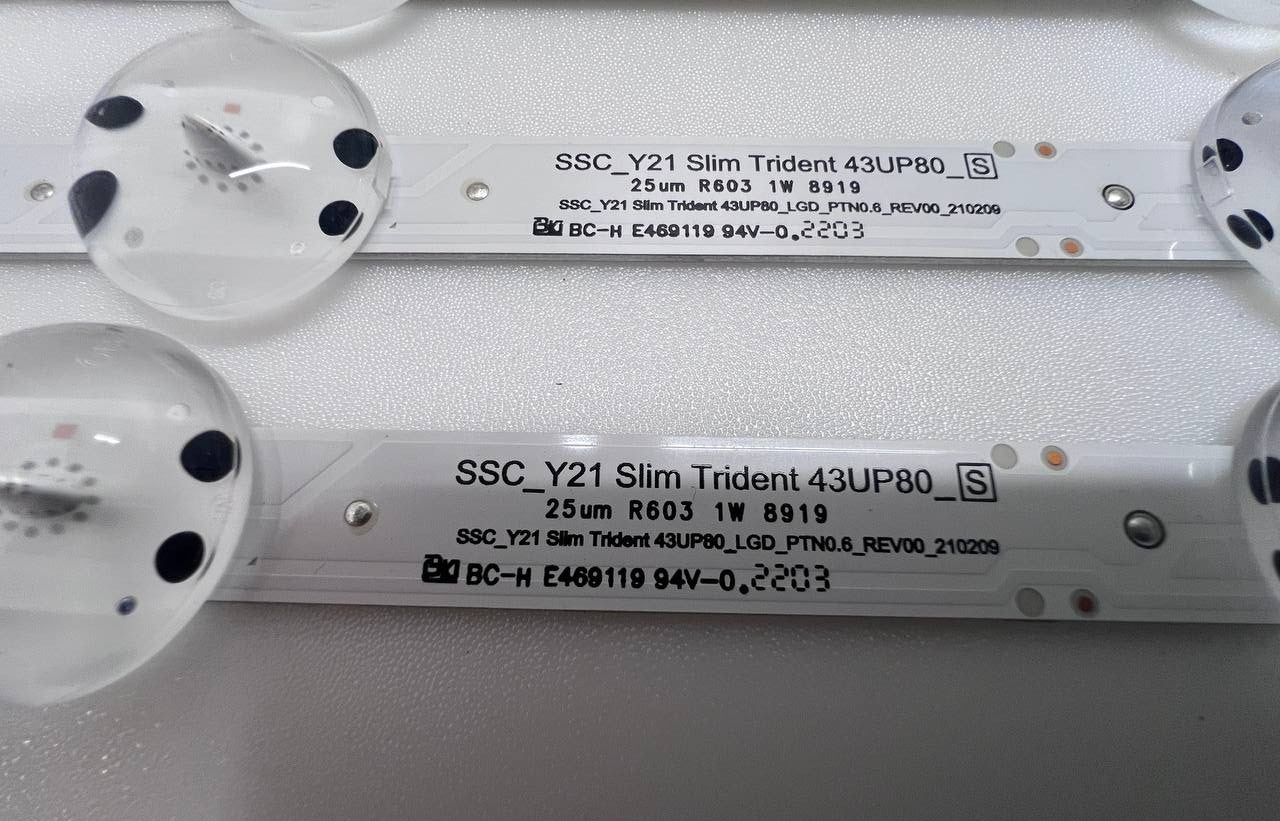 SSC_Y21 Slim Trident 43UP80_S
25um R603 1W 8919
SSC_Y21 Slim Trident 43UP80_LGD_PTN0.6_REV00_210209
BC-H E469119 94V-0.2203
SSC_Y21 Slim Trident 43UP80_S
25um R603 1W 8919
SSC_Y21 Slim Trident 43UP80_LGD_PTN0.6_REV00_210209
BC-H E469119 94V-0.2203